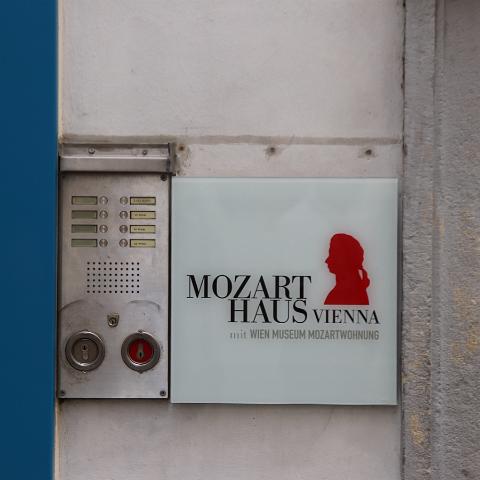 MOZART
HAUS VIENNA
mit WIEN MUSEUM MOZARTWOHNUNG